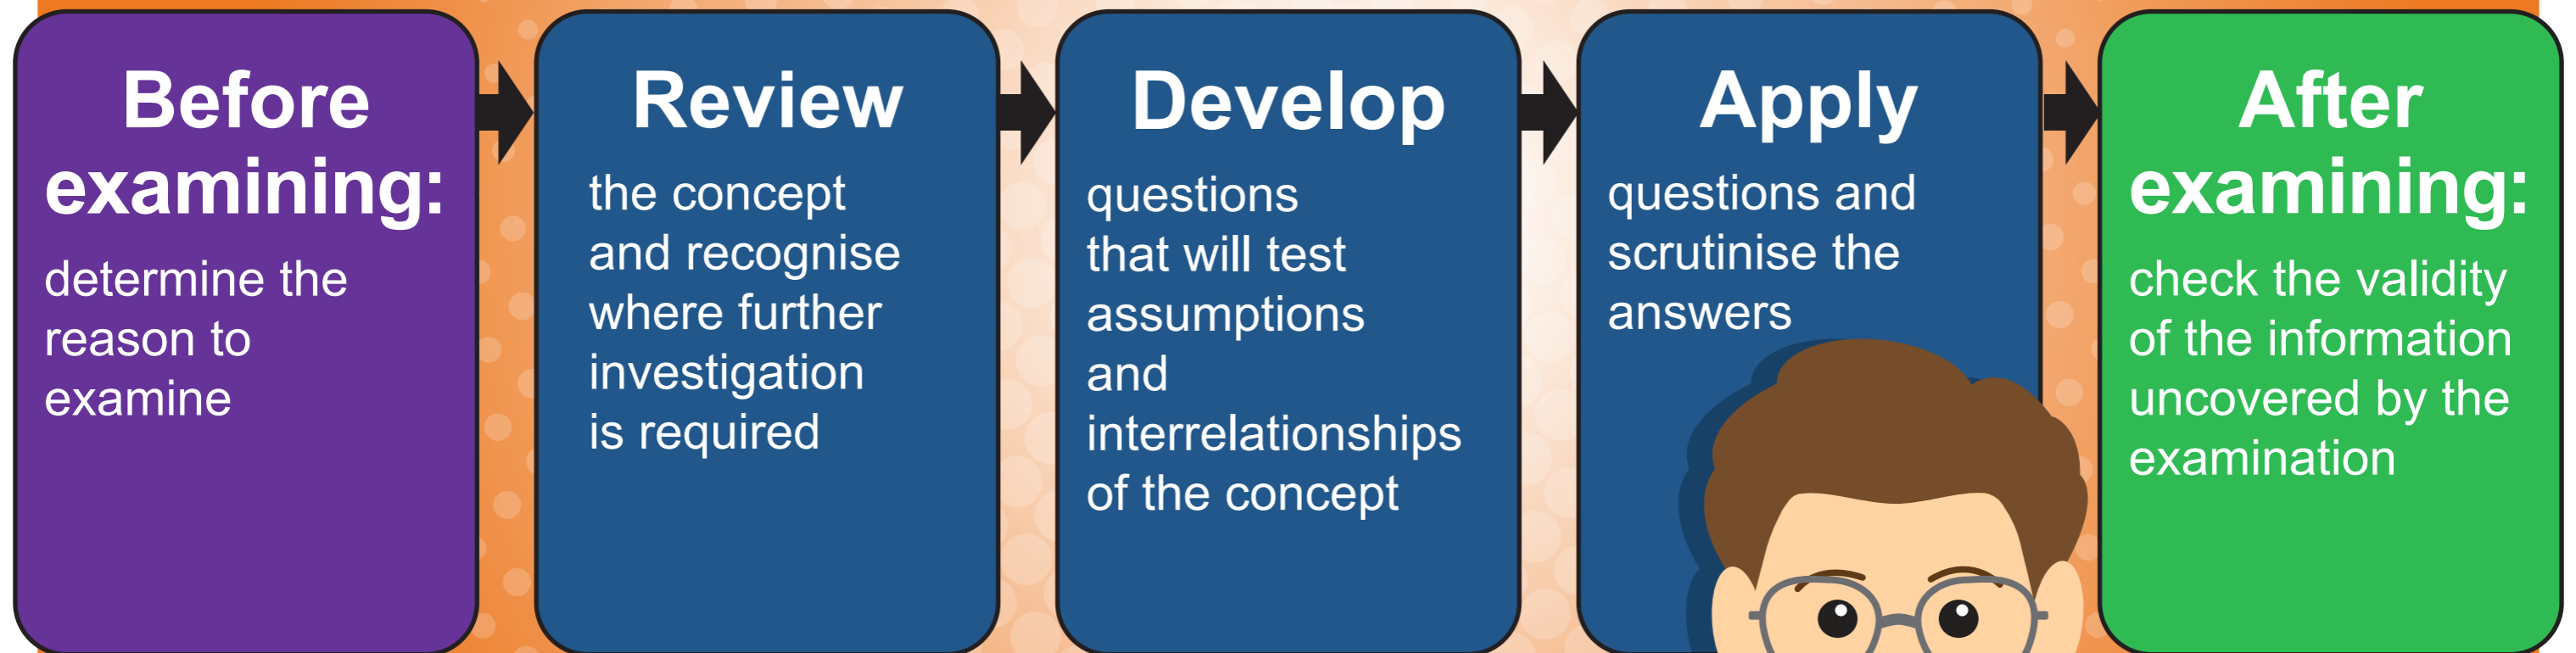 Before
examining:
determine the
reason to
examine
Review
the concept
and recognise
where further
investigation
is required
Develop
questions
that will test
assumptions
and
interrelationships
of the concept
Apply
questions and
scrutinise the
answers
After
examining:
check the validity
of the information
uncovered by the
examination